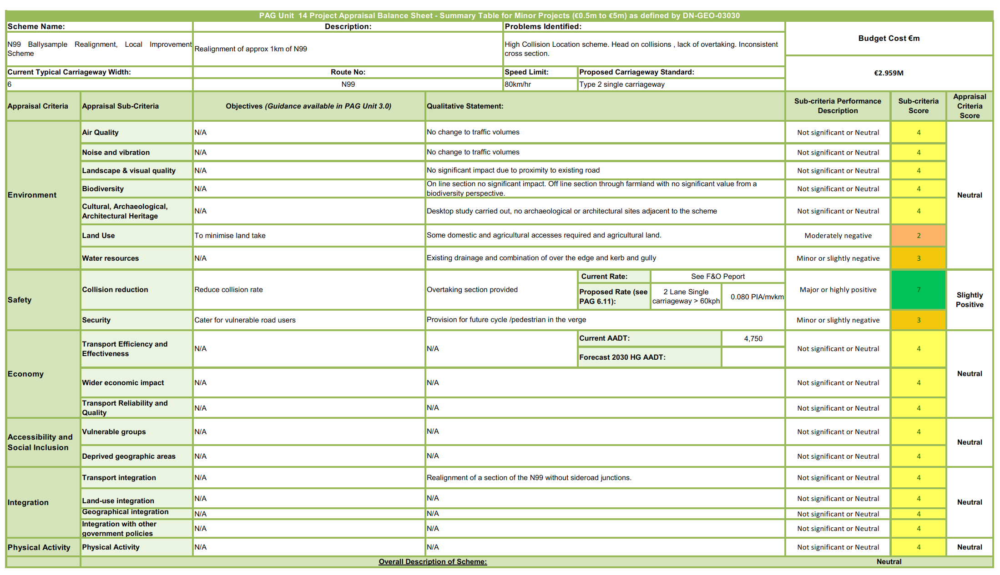 PAG Unit 14 Project Appraisal Balance Sheet - Summary Table for Minor Projects (€0.5m to €5m) as defined by DN-GEO-03030
Scheme Name:
Description:
Problems Identified:
Budget Cost €m
N99 Ballysample Realignment, Local Improvement
Scheme
Realignment of approx 1km of N99
High Collision Location scheme. Head on collisions , lack of overtaking. Inconsistent
cross section.
€2.959M
Current Typical Carriageway Width:
Route No:
Speed Limit:
Proposed Carriageway Standard:
6
N99
80km/hr
Type 2 single carriageway
Appraisal Criteria
Appraisal Sub-Criteria
Objectives (Guidance available in PAG Unit 3.0)
Qualitative Statement:
Sub-criteria Performance
Description
Sub-criteria
Score
Appraisal
Criteria
Score
Environment
Air Quality
N/A
No change to traffic volumes
Not significant or Neutral
4
Neutral
Noise and vibration
N/A
No change to traffic volumes
Not significant or Neutral
4
Landscape & visual quality
N/A
No significant impact due to proximity to existing road
Not significant or Neutral
4
Biodiversity
N/A
On line section no significant impact. Off line section through farmland with no significant value from a
biodiversity perspective.
Not significant or Neutral
4
Cultural, Archaeological,
Architectural Heritage
N/A
Desktop study carried out, no archaeological or architectural sites adjacent to the scheme
Not significant or Neutral
4
Land Use
To minimise land take
Some domestic and agricultural accesses required and agricultural land.
Moderately negative
2
Water resources
N/A
Existing drainage and combination of over the edge and kerb and gully
Minor or slightly negative
3
Safety
Collision reduction
Reduce collision rate
Overtaking section provided
Current Rate:
See F&O Peport
Proposed Rate (see
PAG 6.11):
2 Lane Single
carriageway > 60kph
0.080 PIA/mvkm
Major or highly positive
7
Slightly
Positive
Security
Cater for vulnerable road users
Provision for future cycle /pedestrian in the verge
Minor or slightly negative
3
Economy
Transport Efficiency and
Effectiveness
N/A
N/A
Current AADT:
4,750
Forecast 2030 HG AADT:
Not significant or Neutral
4
Neutral
Wider economic impact
N/A
N/A
Not significant or Neutral
4
Transport Reliability and
Quality
N/A
N/A
Not significant or Neutral
4
Accessibility and
Social Inclusion
Vulnerable groups
N/A
N/A
Not significant or Neutral
4
Neutral
Deprived geographic areas
N/A
N/A
Not significant or Neutral
4
Integration
Transport integration
N/A
Realignment of a section of the N99 without sideroad junctions.
Not significant or Neutral
4
Neutral
Land-use integration
N/A
N/A
Not significant or Neutral
4
Geographical integration
N/A
N/A
Not significant or Neutral
4
Integration with other
government policies
N/A
N/A
Not significant or Neutral
4
Physical Activity
Physical Activity
N/A
N/A
Not significant or Neutral
4
Neutral
Overall Description of Scheme:
Neutral